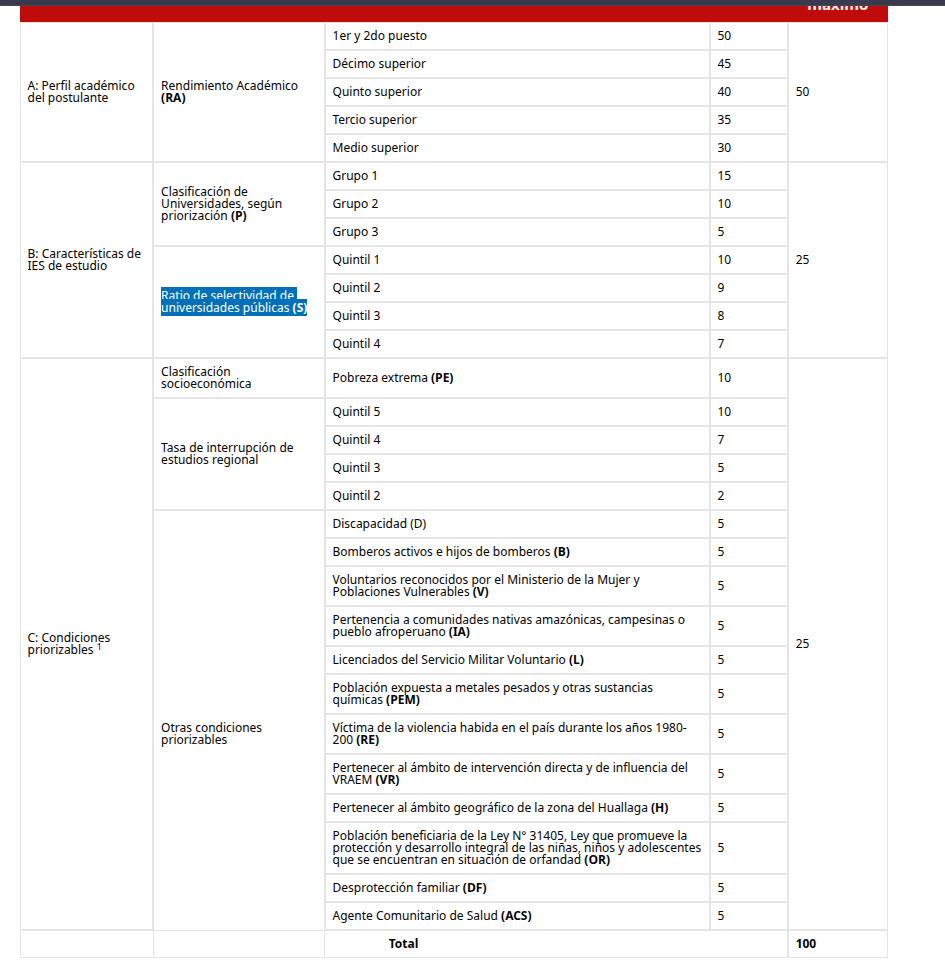 máximo
A: Perfil académico
del postulante
Rendimiento Académico
(RA)
1er y 2do puesto 50
Décimo superior 45
Quinto superior 40
Tercio superior 35
Medio superior 30
50
B: Características de
IES de estudio
Clasificación de
Universidades, según
priorización (P)
Grupo 1 15
Grupo 2 10
Grupo 3 5
Ratio de selectividad de
universidades públicas (S)
Quintil 1 10
Quintil 2 9
Quintil 3 8
Quintil 4 7
25
C: Condiciones
priorizables 1
Clasificación
socioeconómica
Pobreza extrema (PE) 10
Tasa de interrupción de
estudios regional
Quintil 5 10
Quintil 4 7
Quintil 3 5
Quintil 2 2
Otras condiciones
priorizables
Discapacidad (D) 5
Bomberos activos e hijos de bomberos (B) 5
Voluntarios reconocidos por el Ministerio de la Mujer y
Poblaciones Vulnerables (V) 5
Pertenencia a comunidades nativas amazónicas, campesinas o
pueblo afroperuano (IA) 5
Licenciados del Servicio Militar Voluntario (L) 5
Población expuesta a metales pesados y otras sustancias
químicas (PEM) 5
Víctima de la violencia habida en el país durante los años 1980-
200 (RE) 5
Pertenecer al ámbito de intervención directa y de influencia del
VRAEM (VR) 5
Pertenecer al ámbito geográfico de la zona del Huallaga (H) 5
Población beneficiaria de la Ley N° 31405, Ley que promueve la
protección y desarrollo integral de las niñas, niños y adolescentes
que se encuentran en situación de orfandad (OR) 5
Desprotección familiar (DF) 5
Agente Comunitario de Salud (ACS) 5
25
Total 100